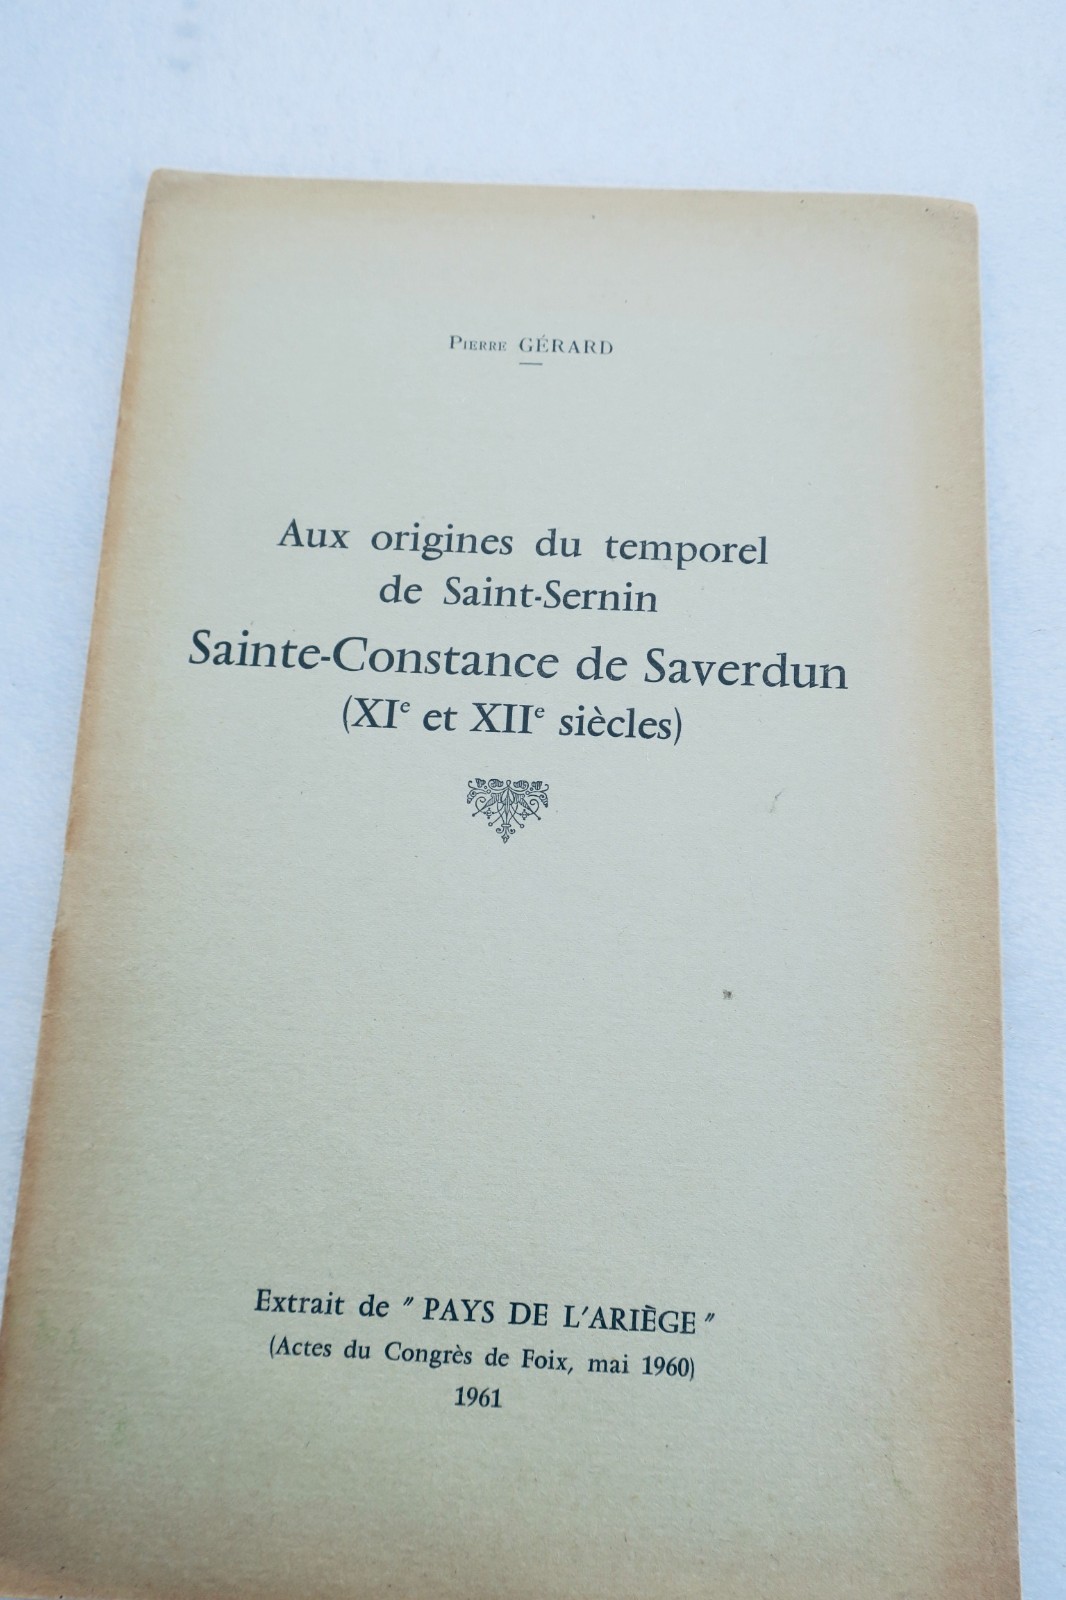 Pierre GÉRARD
Aux origines du temporel
de Saint-Sernin
Sainte-Constance de Saverdun
(XIe et XIIe siècles)
Extrait de " PAYS DE L'ARIÈGE "
(Actes du Congrès de Foix, mai 1960)
1961